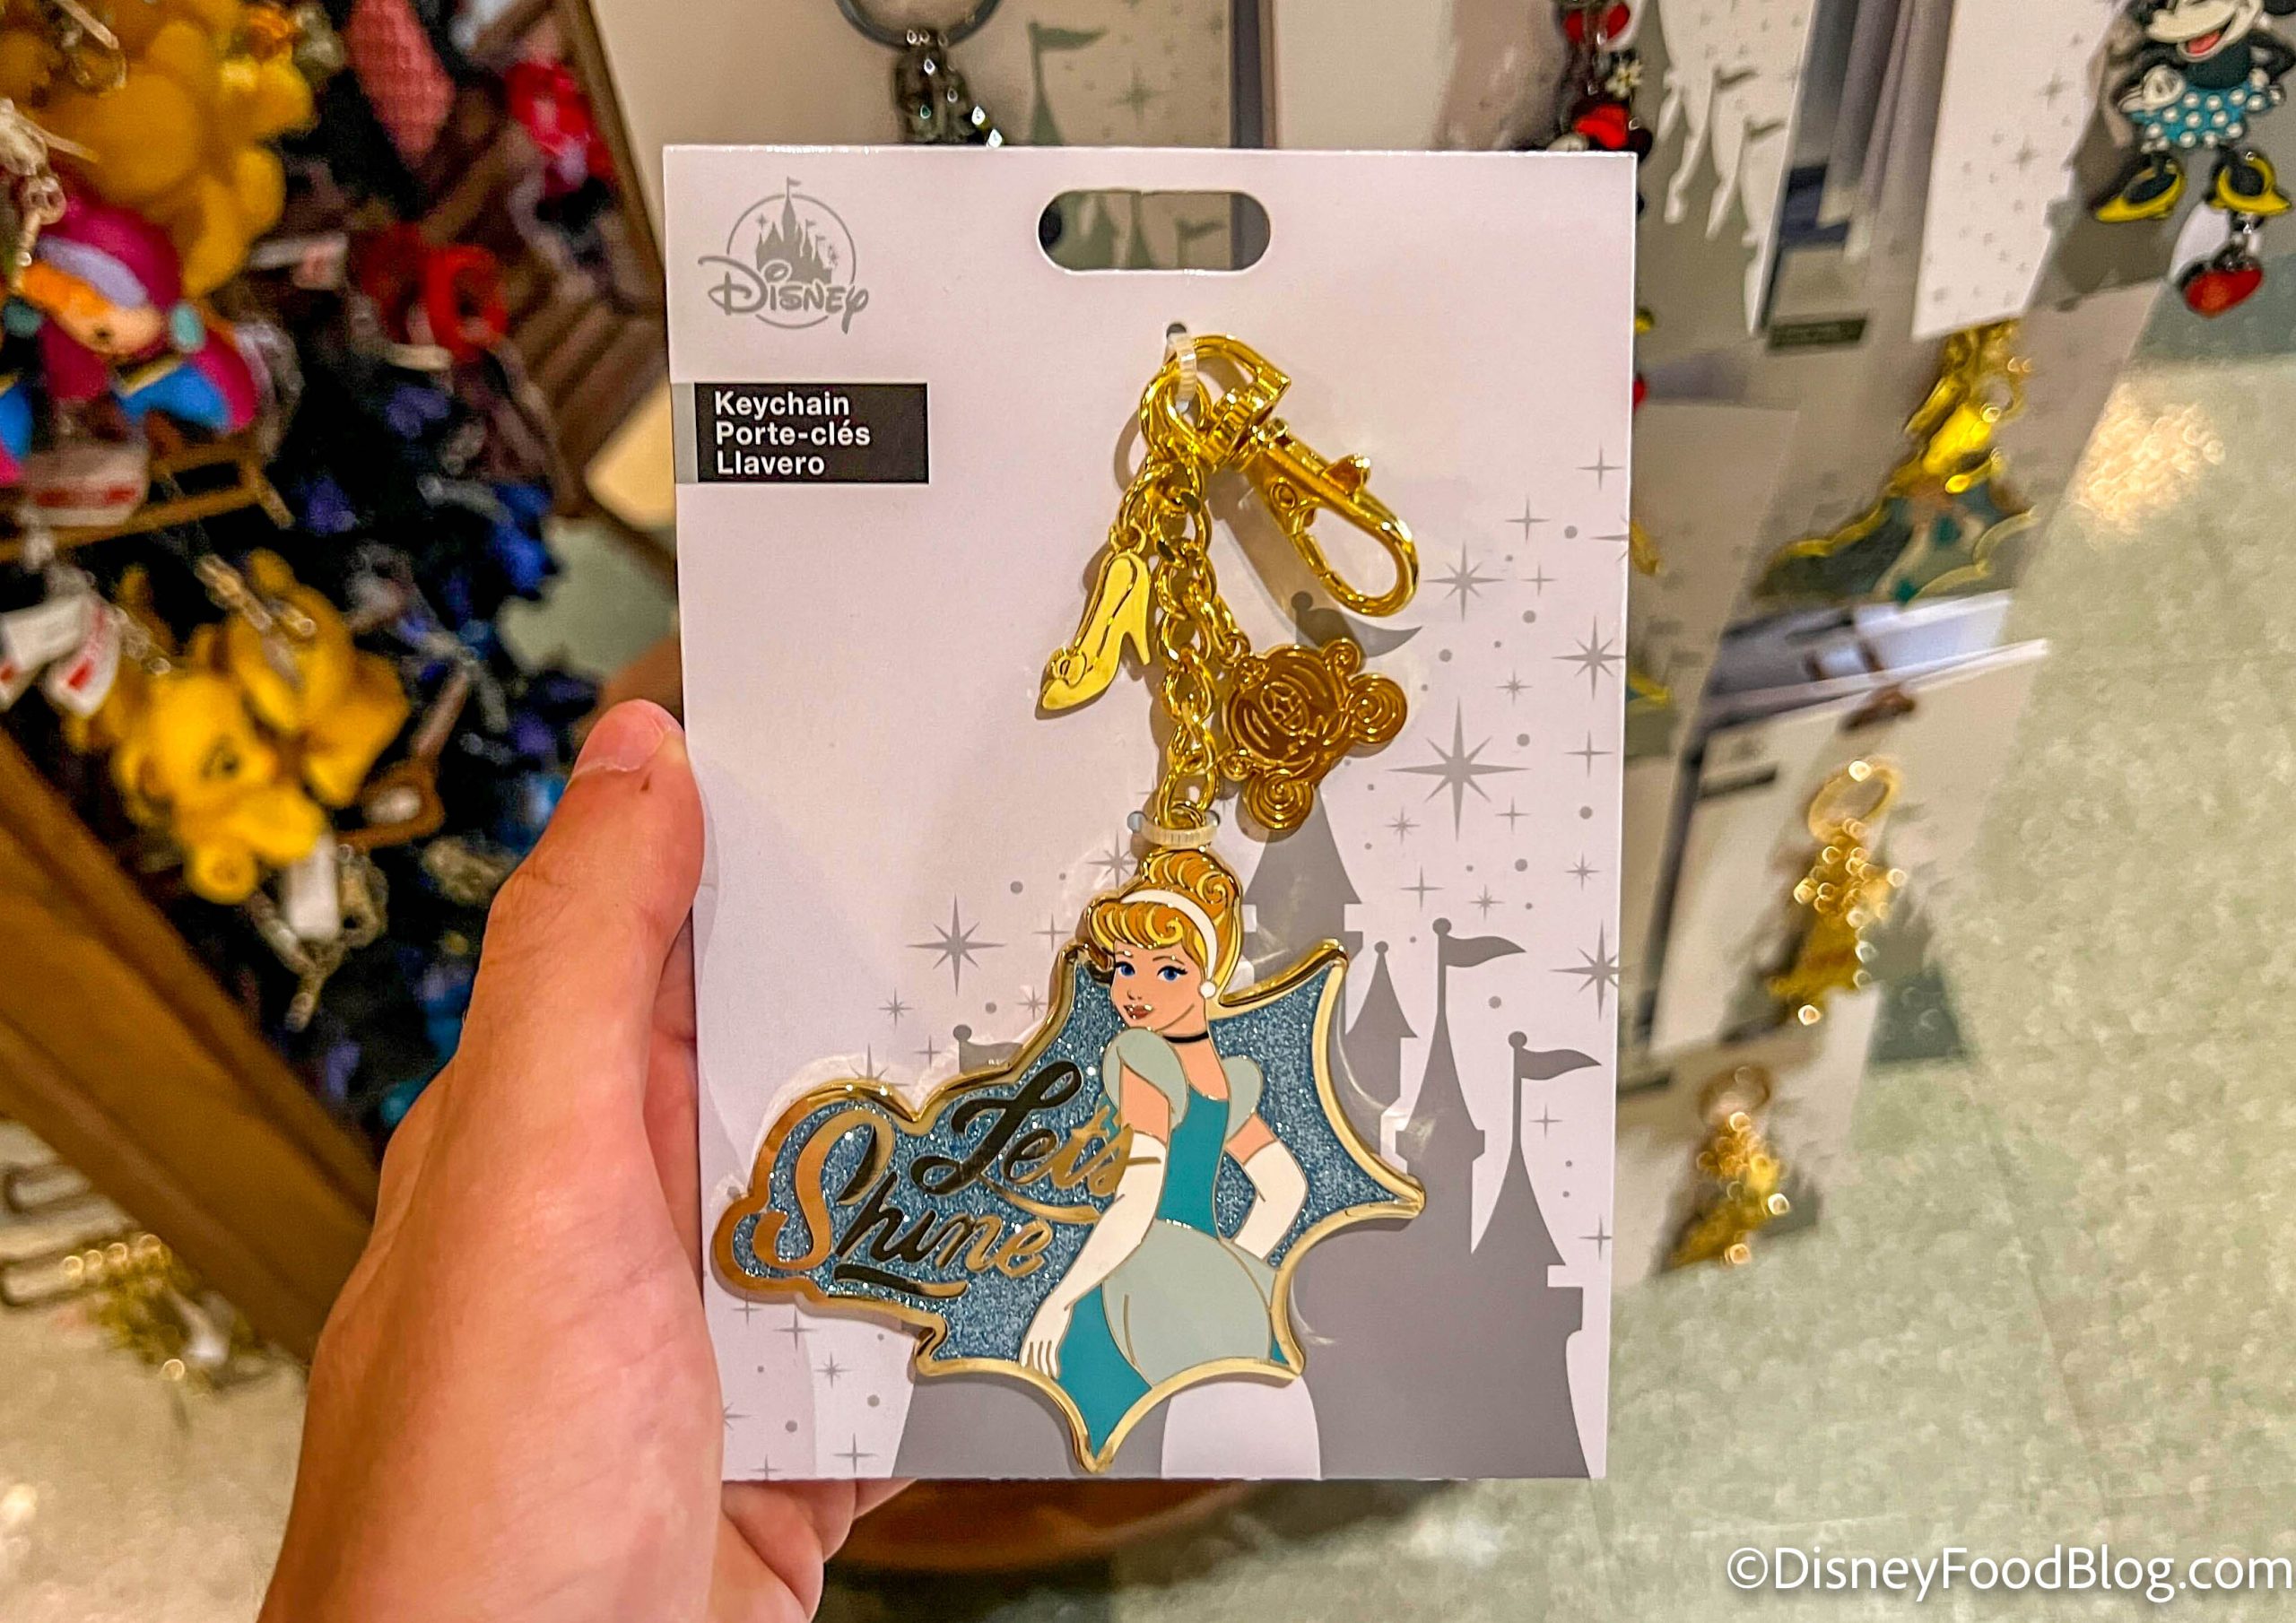 Disney
Keychain
Porte-clés
Llavero
Let's
Shine
©DisneyFoodBlog.com